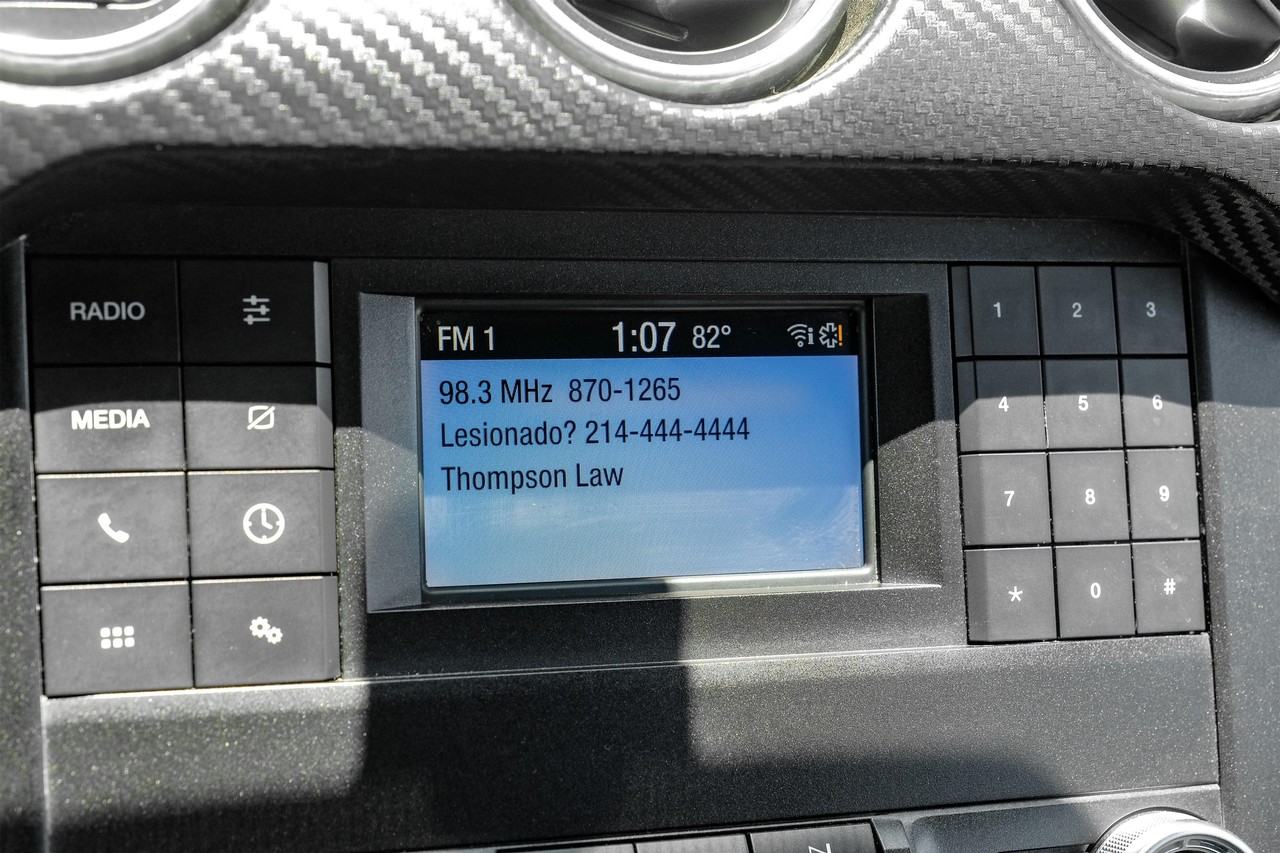 FM 1 1:07 82° i !
98.3 MHz 870-1265
Lesionado? 214-444-4444
Thompson Law
RADIO
MEDIA
1 2 3
4 5 6
7 8 9
* 0 #